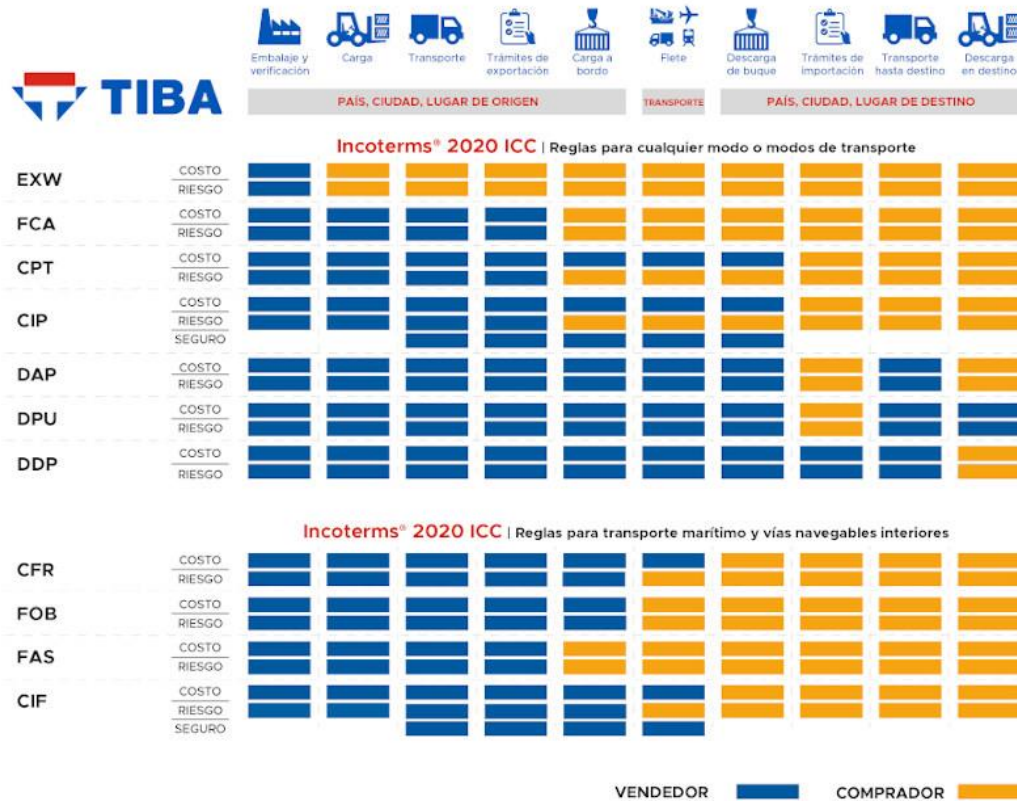 Embalaje y verificación
Carga
Transporte
Trámites de exportación
Carga a bordo
Flete
Descarga de buque
Trámites de importación
Transporte hasta destino
Descarga en destino
TIBA
PAÍS, CIUDAD, LUGAR DE ORIGEN
TRANSPORTE
PAÍS, CIUDAD, LUGAR DE DESTINO
Incoterms® 2020 ICC | Reglas para cualquier modo o modos de transporte
EXW
COSTO
RIESGO
FCA
COSTO
RIESGO
CPT
COSTO
RIESGO
CIP
COSTO
RIESGO
SEGURO
DAP
COSTO
RIESGO
DPU
COSTO
RIESGO
DDP
COSTO
RIESGO
Incoterms® 2020 ICC | Reglas para transporte marítimo y vías navegables interiores
CFR
COSTO
RIESGO
FOB
COSTO
RIESGO
FAS
COSTO
RIESGO
CIF
COSTO
RIESGO
SEGURO
VENDEDOR
COMPRADOR